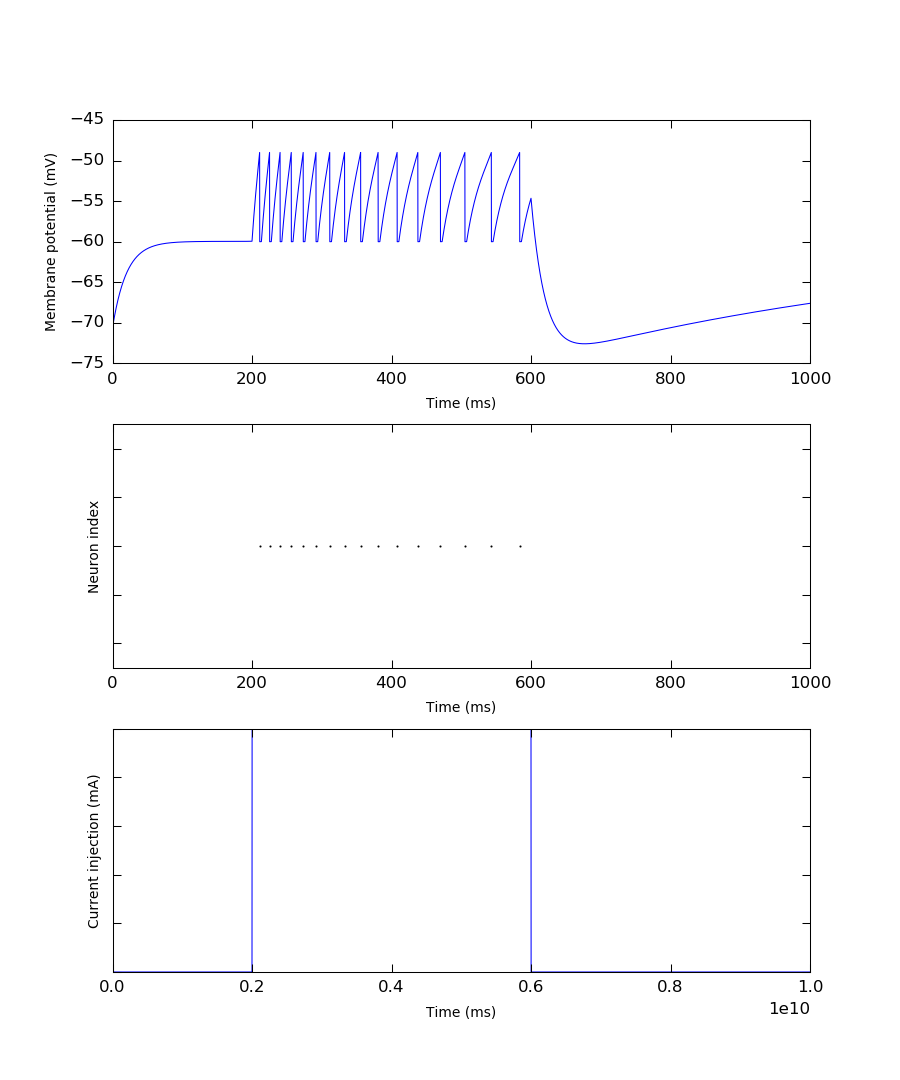 −45
−50
−55
−60
−65
−70
−75
Membrane potential (mV)
0 200 400 600 800 1000
Time (ms)
Neuron index
0 200 400 600 800 1000
Time (ms)
Current injection (mA)
0.0 0.2 0.4 0.6 0.8 1.0
1e10
Time (ms)